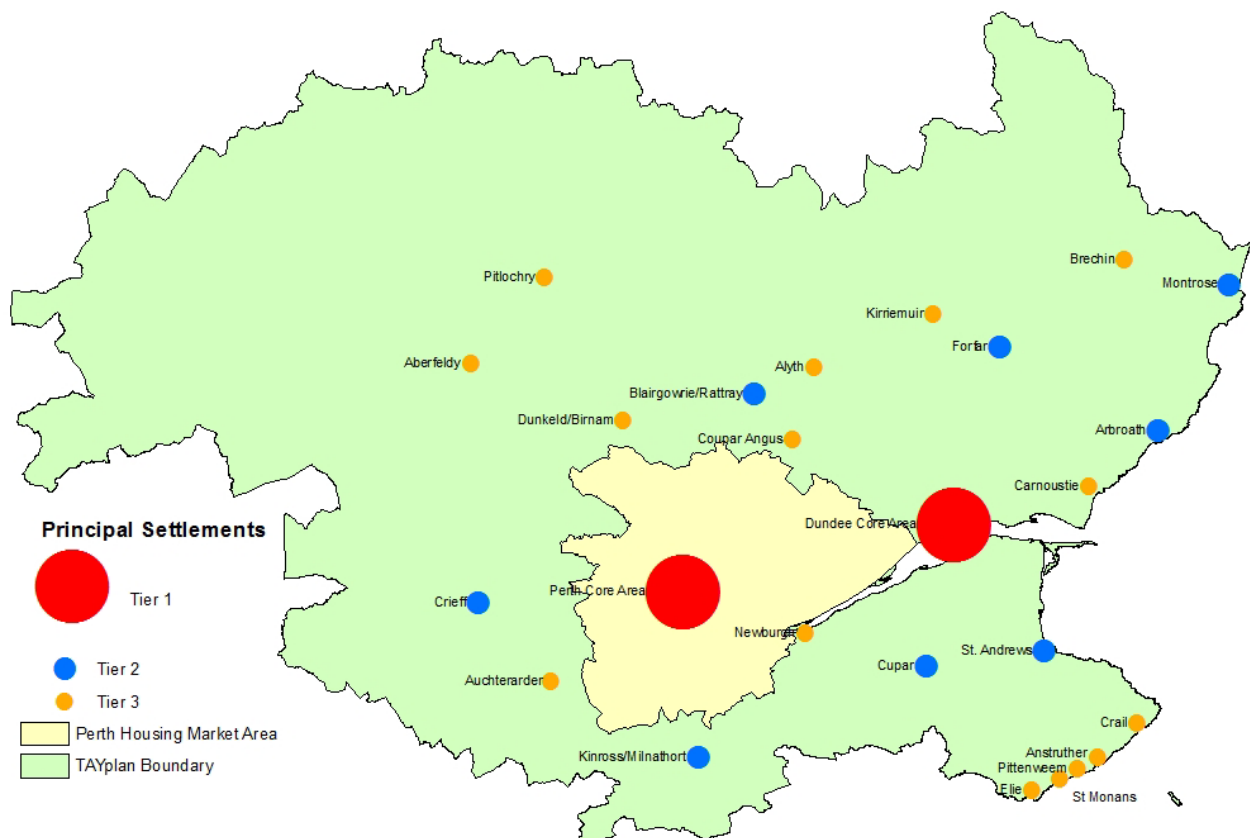 Brechin
Pitlochry
Montrose
Kirriemuir
Forfar
Aberfeldy
Alyth
Blairgowrie/Rattray
Dunkeld/Birnam
Arbroath
Coupar Angus
Carnoustie
Dundee Core Area
Principal Settlements
Tier 1
Perth Core Area
Crieff
Newburgh
St. Andrews
Tier 2
Cupar
Auchterarder
Tier 3
Crail
Perth Housing Market Area
Kinross/Milnathort
Anstruther
TAYplan Boundary
Pittenweem
Elie
St Monans